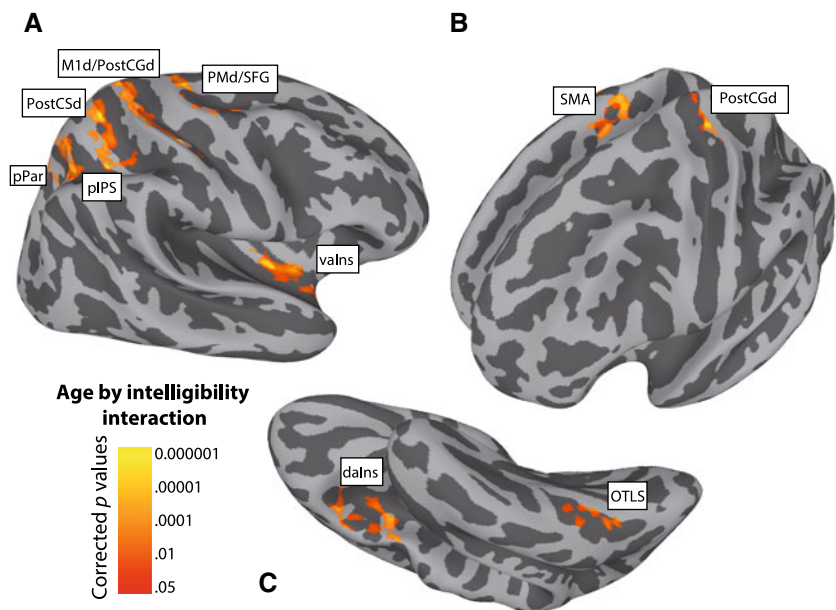 A
M1d/PostCGd
PMd/SFG
PostCSd
pPar
pIPS
vaIns
B
SMA
PostCGd
Age by intelligibility
interaction
Corrected p values
0.000001
.00001
.0001
.01
.05
daIns
OTLS
C